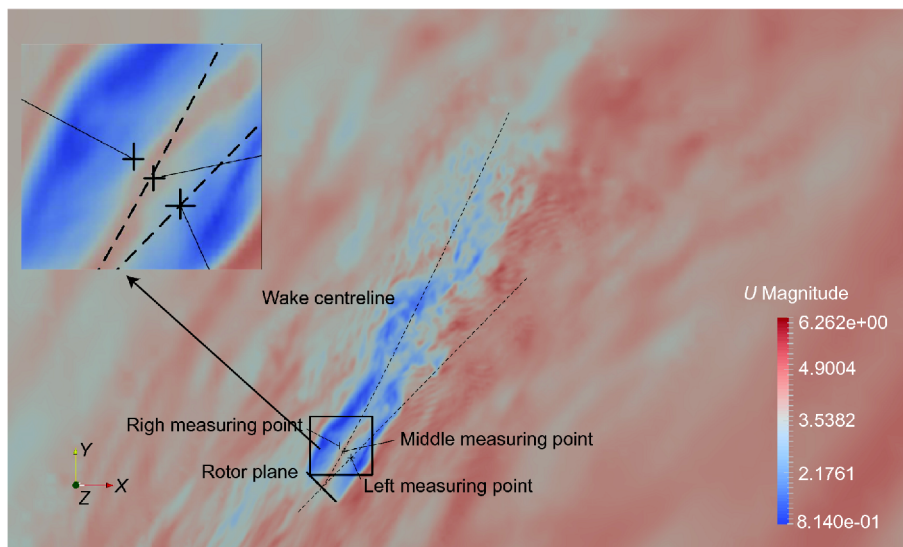 Wake centreline
U Magnitude
6.262e+00
4.9004
3.5382
2.1761
8.140e-01
Righ measuring point
Middle measuring point
Rotor plane
Left measuring point
Y
X
Z